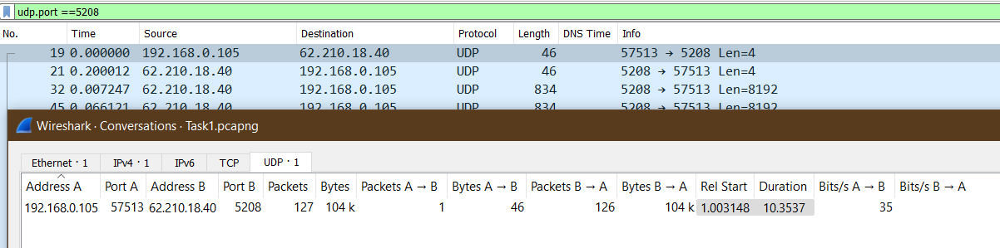 udp.port ==5208
No. Time Source Destination Protocol Length DNS Time Info
19 0.000000 192.168.0.105 62.210.18.40 UDP 46 57513 → 5208 Len=4
21 0.200012 62.210.18.40 192.168.0.105 UDP 46 5208 → 57513 Len=4
32 0.007247 62.210.18.40 192.168.0.105 UDP 834 5208 → 57513 Len=8192
45 0.066121 62.210.18.40 192.168.0.105 UDP 834 5208 → 57513 Len=8192
Wireshark · Conversations · Task1.pcapng
Ethernet · 1 IPv4 · 1 IPv6 TCP UDP · 1
Address A Port A Address B Port B Packets Bytes Packets A → B Bytes A → B Packets B → A Bytes B → A Rel Start Duration Bits/s A → B Bits/s B → A
192.168.0.105 57513 62.210.18.40 5208 127 104 k 1 46 126 104 k 1.003148 10.3537 35